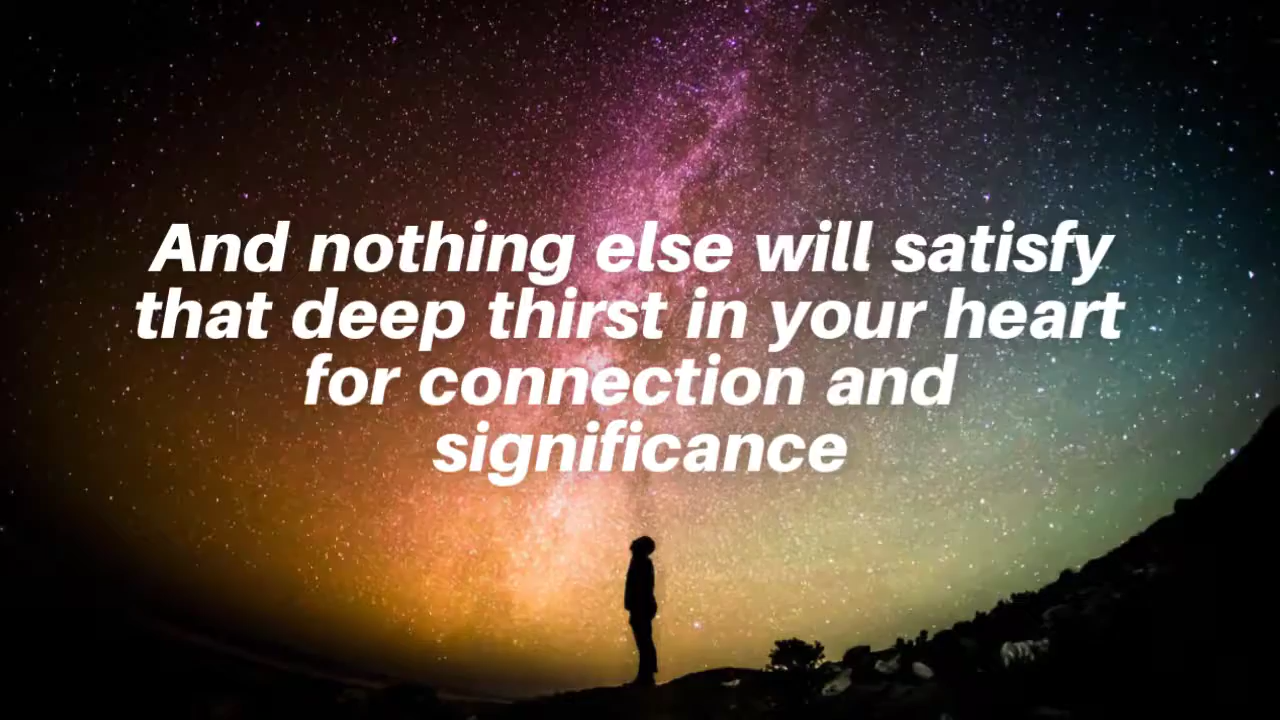 And nothing else will satisfy
that deep thirst in your heart
for connection and
significance